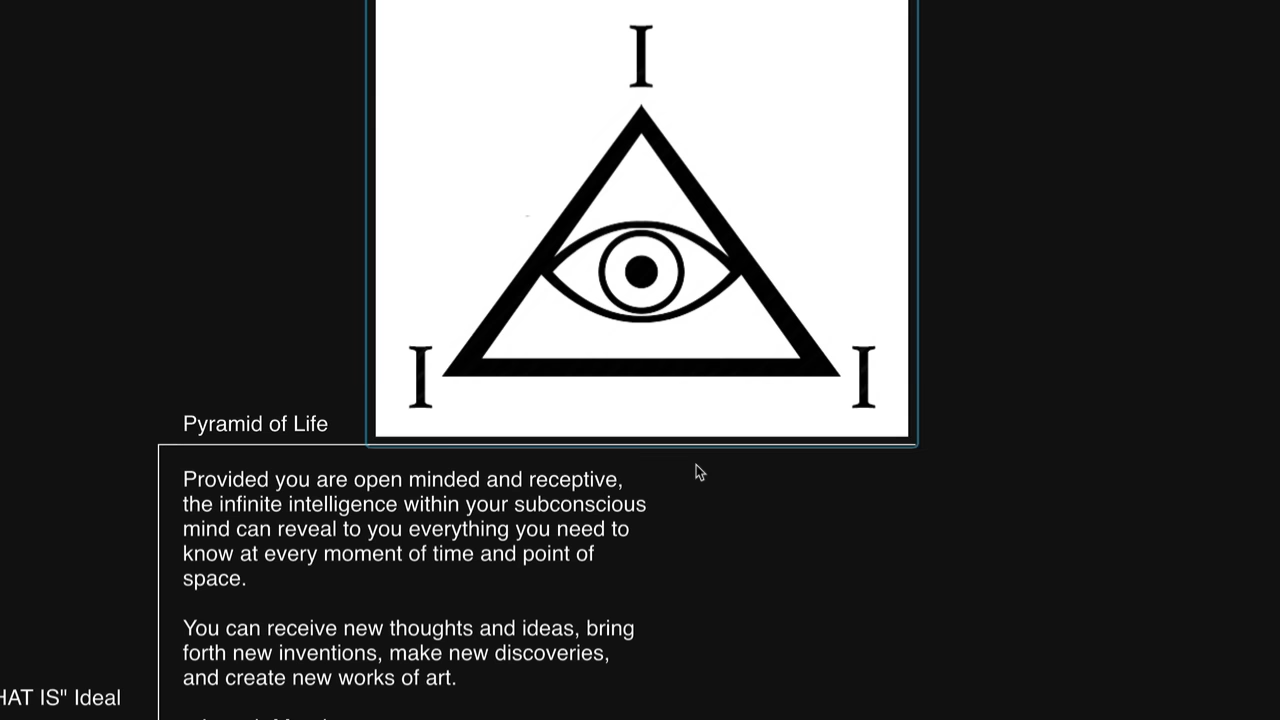 I
I I
Pyramid of Life
Provided you are open minded and receptive,
the infinite intelligence within your subconscious
mind can reveal to you everything you need to
know at every moment of time and point of
space.
You can receive new thoughts and ideas, bring
forth new inventions, make new discoveries,
and create new works of art.
HAT IS" Ideal